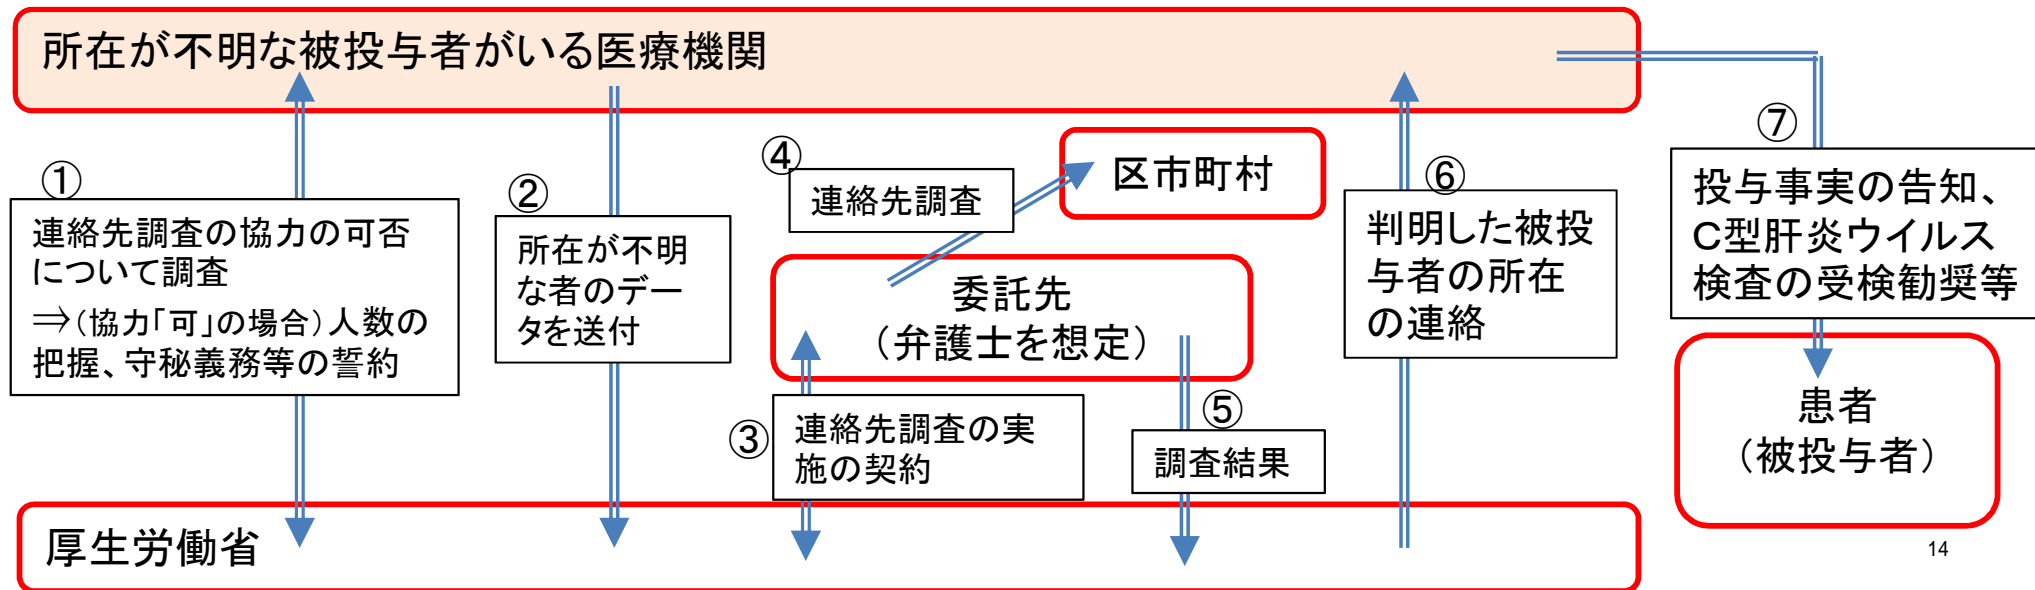 所在が不明な被投与者がいる医療機関
①
連絡先調査の協力の可否
について調査
⇒(協力「可」の場合)人数の
把握、守秘義務等の誓約
②
所在が不明
な者のデー
タを送付
③
連絡先調査の実
施の契約
④
連絡先調査
区市町村
委託先
(弁護士を想定)
⑤
調査結果
⑥
判明した被投
与者の所在
の連絡
⑦
投与事実の告知、
C型肝炎ウイルス
検査の受検勧奨等
患者
(被投与者)
厚生労働省
14